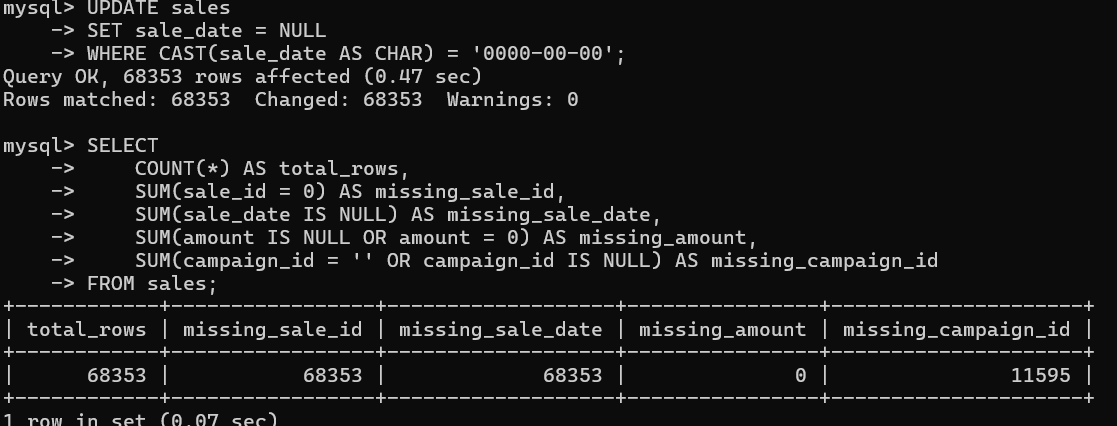 mysql> UPDATE sales
    -> SET sale_date = NULL
    -> WHERE CAST(sale_date AS CHAR) = '0000-00-00';
Query OK, 68353 rows affected (0.47 sec)
Rows matched: 68353  Changed: 68353  Warnings: 0

mysql> SELECT
    ->     COUNT(*) AS total_rows,
    ->     SUM(sale_id = 0) AS missing_sale_id,
    ->     SUM(sale_date IS NULL) AS missing_sale_date,
    ->     SUM(amount IS NULL OR amount = 0) AS missing_amount,
    ->     SUM(campaign_id = '' OR campaign_id IS NULL) AS missing_campaign_id
    -> FROM sales;
+------------+-----------------+-------------------+----------------+---------------------+
| total_rows | missing_sale_id | missing_sale_date | missing_amount | missing_campaign_id |
+------------+-----------------+-------------------+----------------+---------------------+
|      68353 |           68353 |             68353 |              0 |               11595 |
+------------+-----------------+-------------------+----------------+---------------------+
1 row in set (0.07 sec)